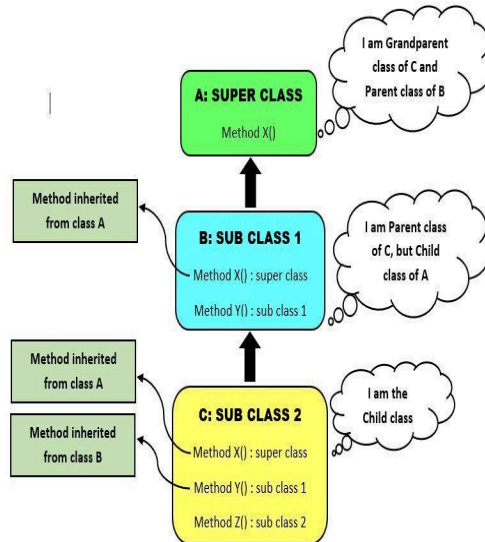 I am Grandparent
class of C and
Parent class of B
A: SUPER CLASS
Method X()
Method inherited
from class A
B: SUB CLASS 1
Method X() : super class
Method Y() : sub class 1
I am Parent class
of C, but Child
class of A
Method inherited
from class A
Method inherited
from class B
C: SUB CLASS 2
Method X() : super class
Method Y() : sub class 1
Method Z() : sub class 2
I am the
Child class